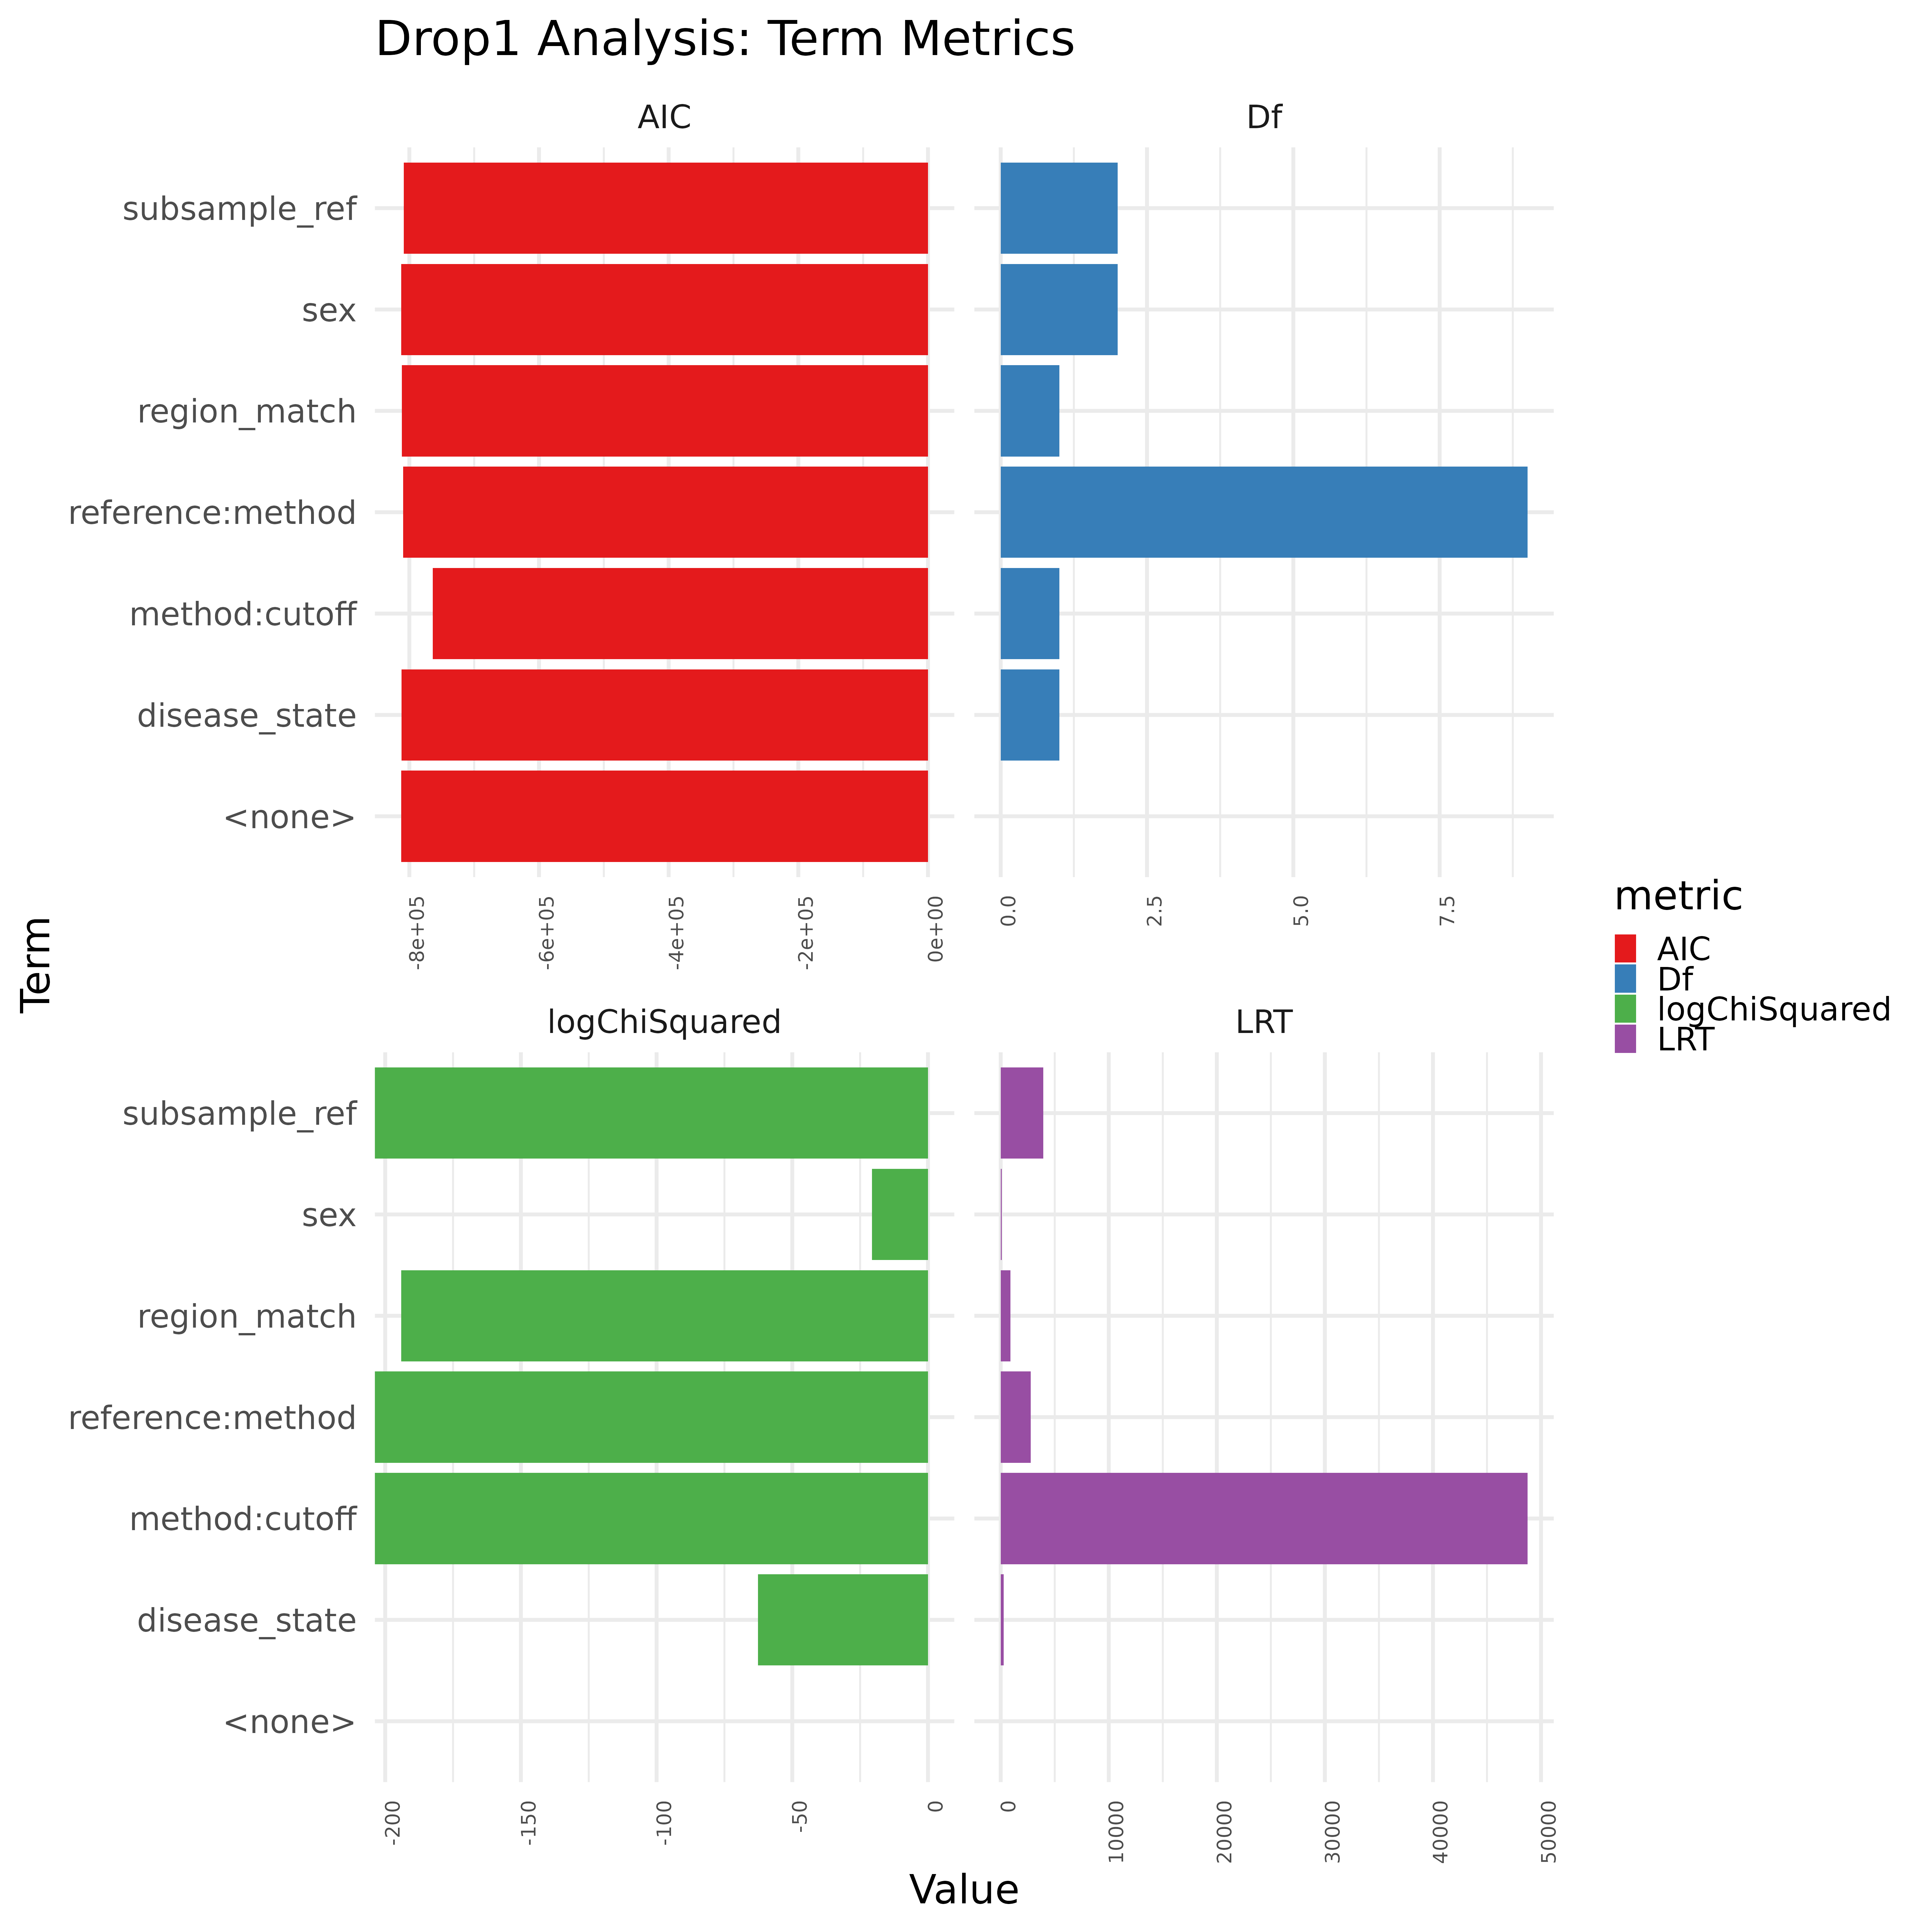 Drop1 Analysis: Term Metrics
AIC
Df
subsample_ref
sex
region_match
reference:method
method:cutoff
disease_state
<none>
-8e+05
-6e+05
-4e+05
-2e+05
0e+00
0.0
2.5
5.0
7.5
Term
logChiSquared
LRT
subsample_ref
sex
region_match
reference:method
method:cutoff
disease_state
<none>
-200
-150
-100
-50
0
0
10000
20000
30000
40000
50000
Value
metric
AIC
Df
logChiSquared
LRT